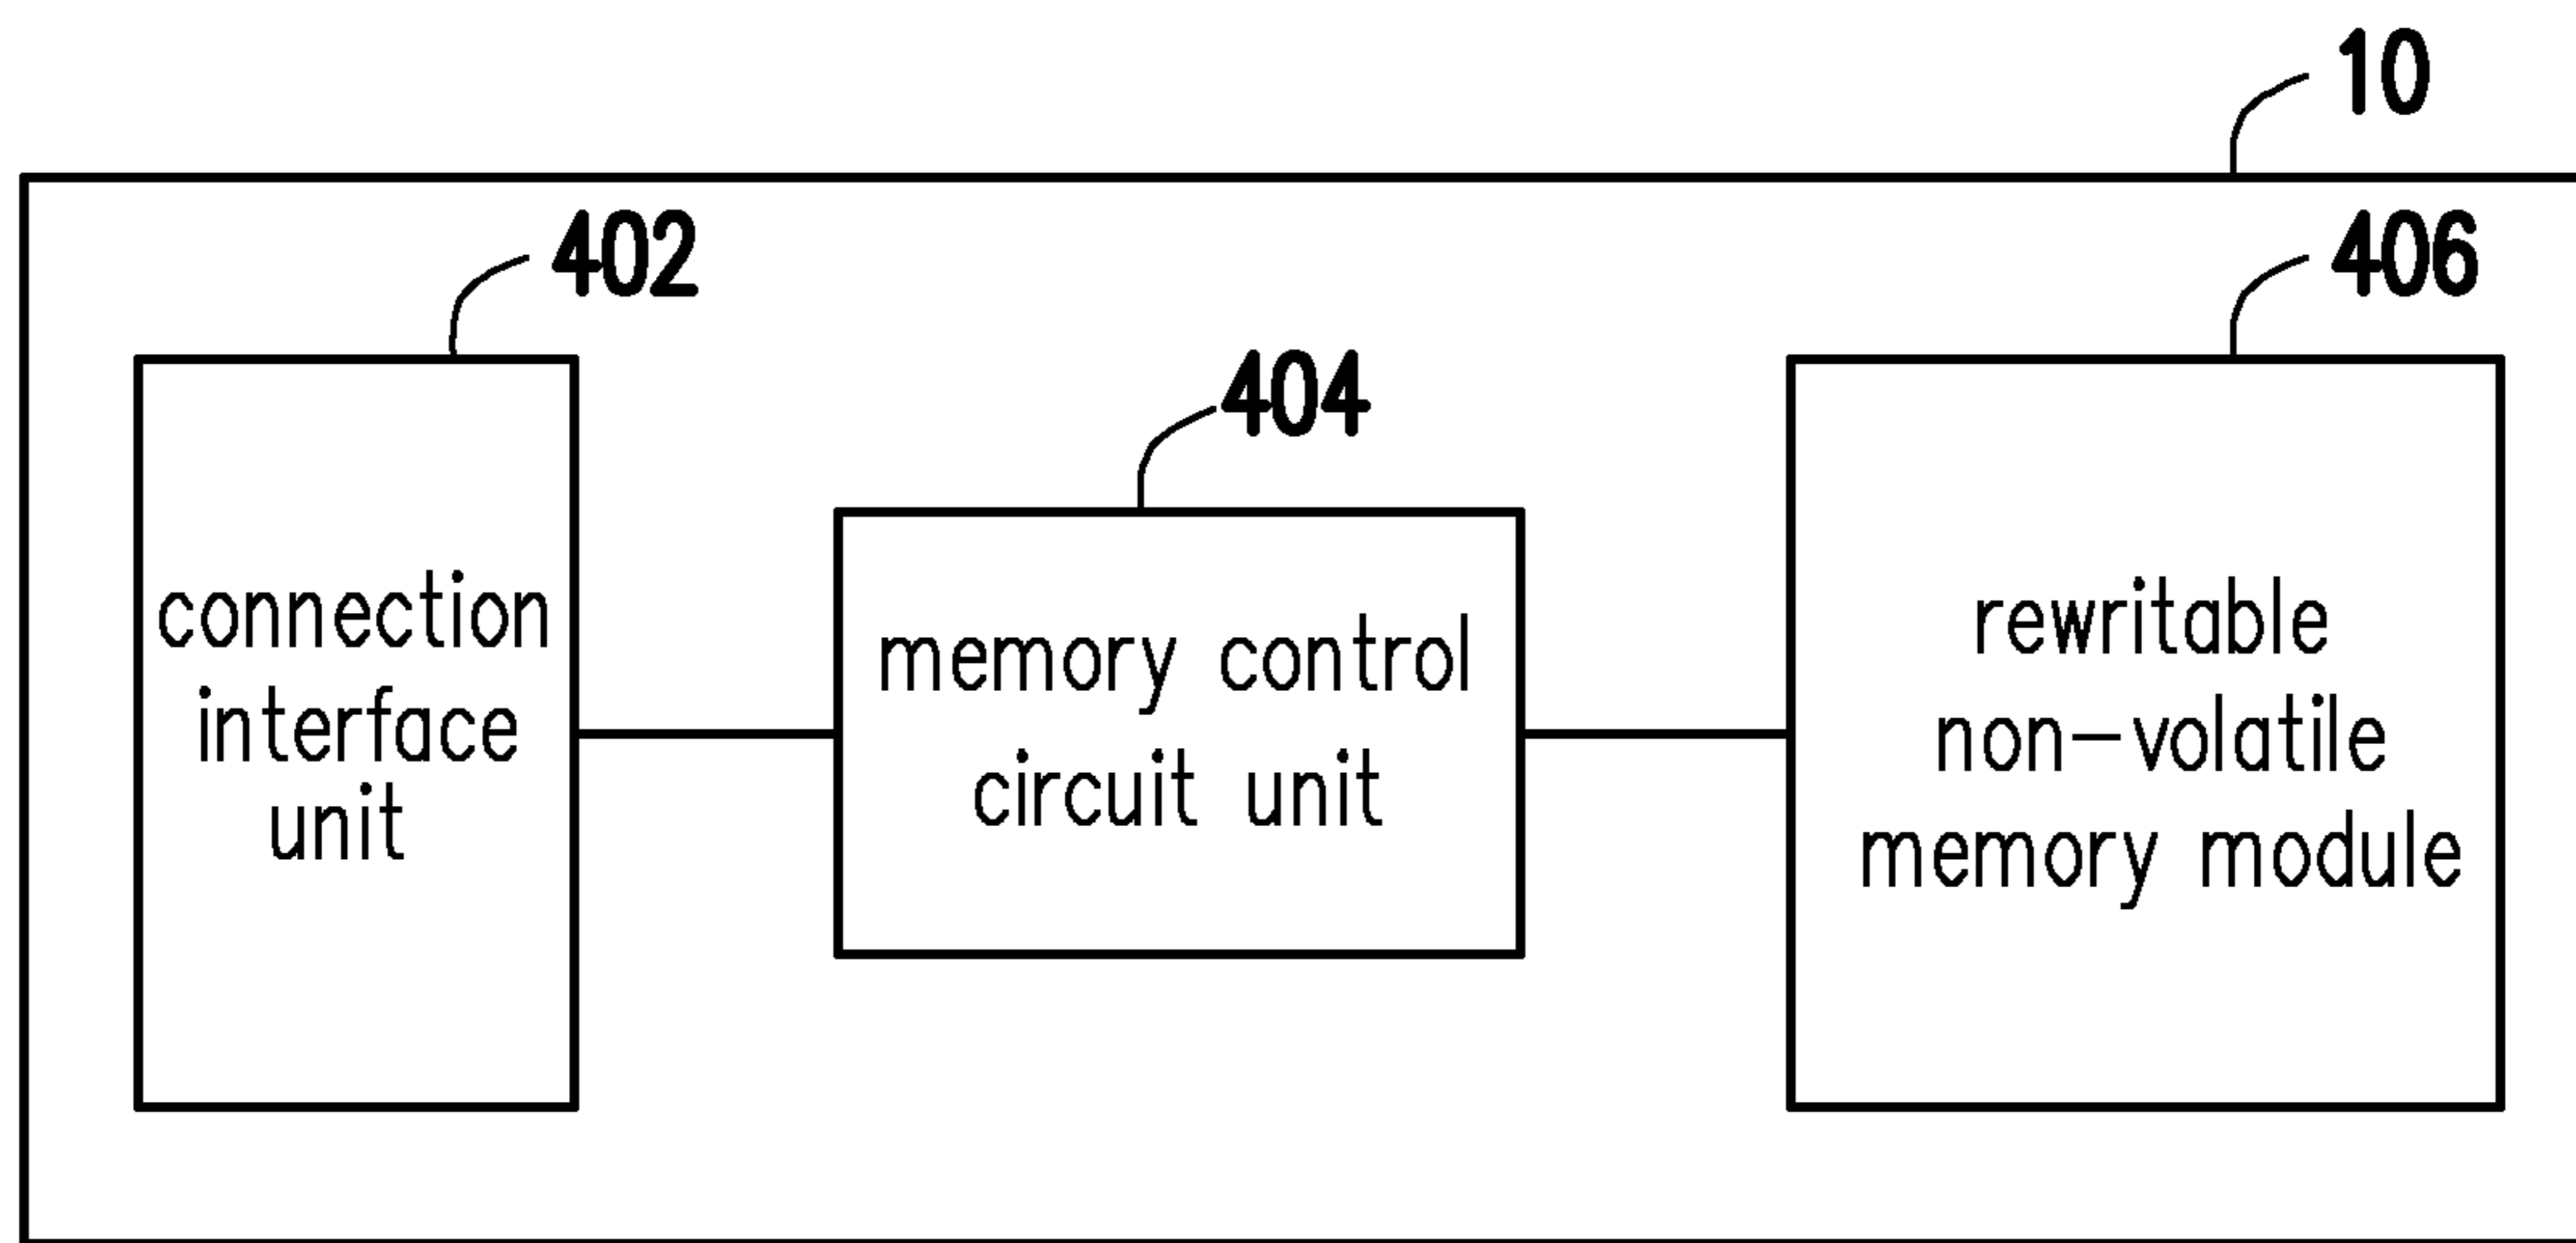 10
402
404
406
connection
interface
unit
memory control
circuit unit
rewritable
non-volatile
memory module